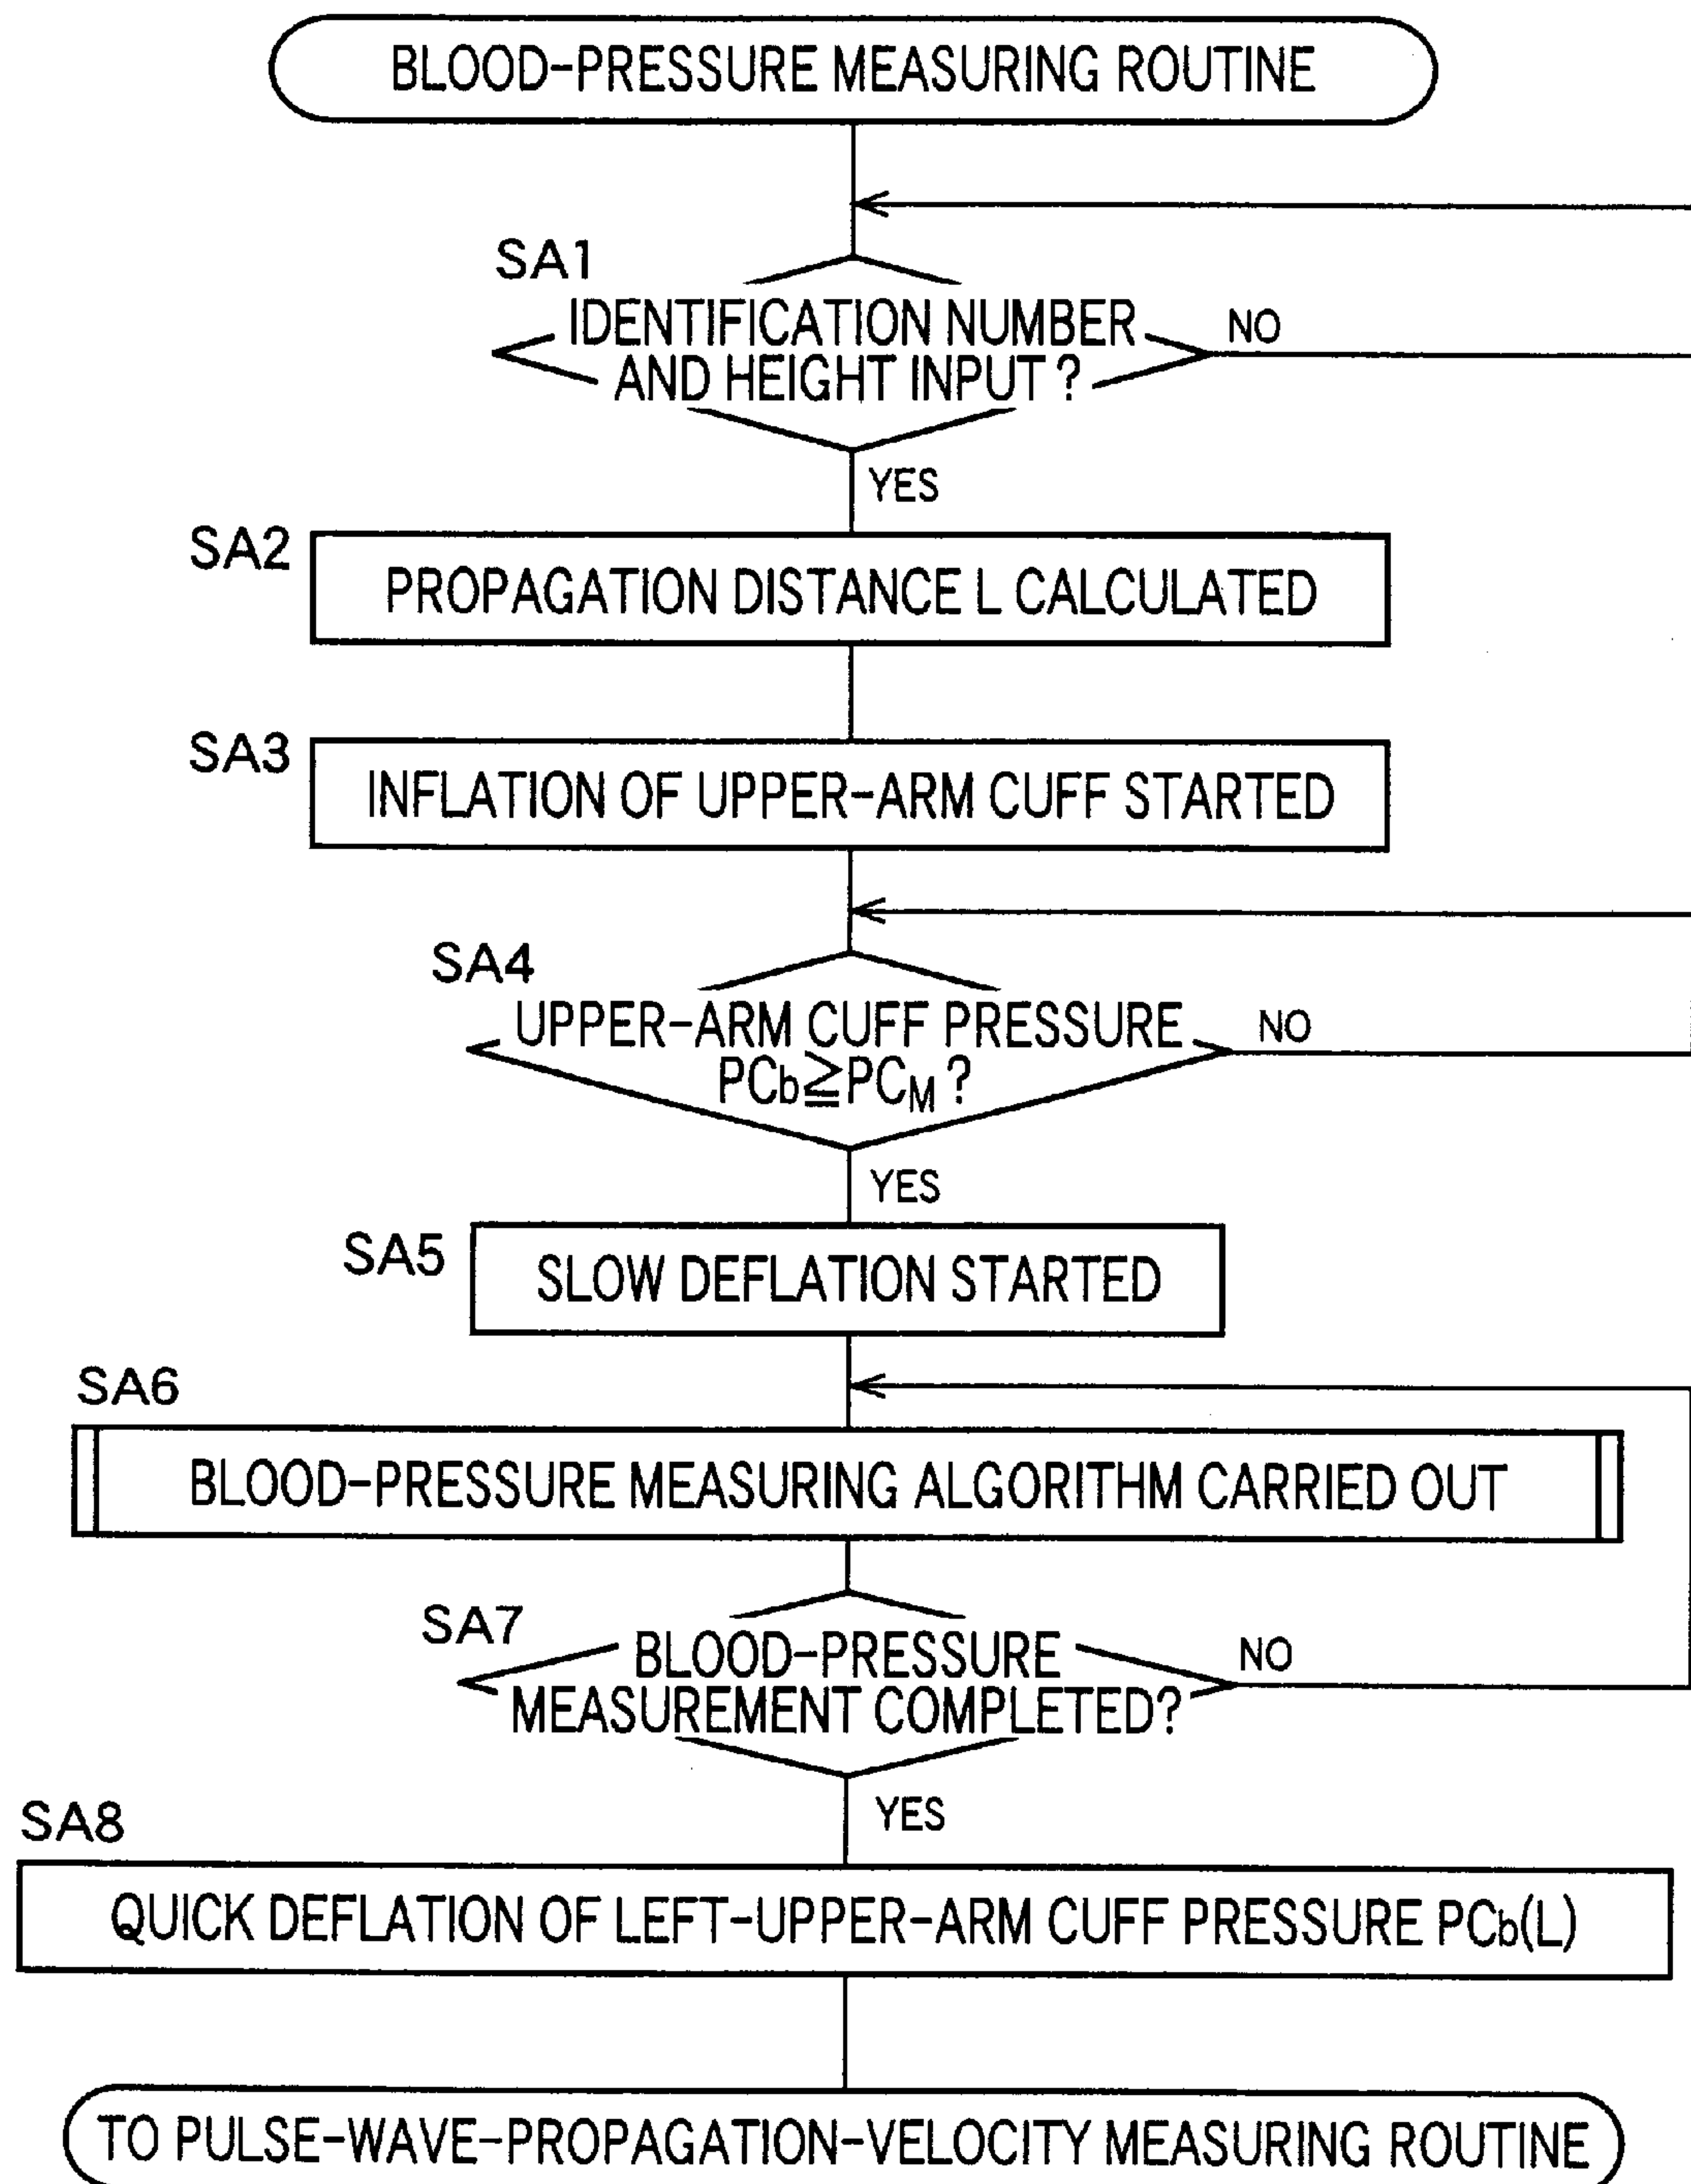 BLOOD-PRESSURE MEASURING ROUTINE
SA1
IDENTIFICATION NUMBER
AND HEIGHT INPUT ?
NO
YES
SA2
PROPAGATION DISTANCE L CALCULATED
SA3
INFLATION OF UPPER-ARM CUFF STARTED
SA4
UPPER-ARM CUFF PRESSURE
PCb≧PCM ?
NO
YES
SA5
SLOW DEFLATION STARTED
SA6
BLOOD-PRESSURE MEASURING ALGORITHM CARRIED OUT
SA7
BLOOD-PRESSURE
MEASUREMENT COMPLETED?
NO
YES
SA8
QUICK DEFLATION OF LEFT-UPPER-ARM CUFF PRESSURE PCb(L)
TO PULSE-WAVE-PROPAGATION-VELOCITY MEASURING ROUTINE